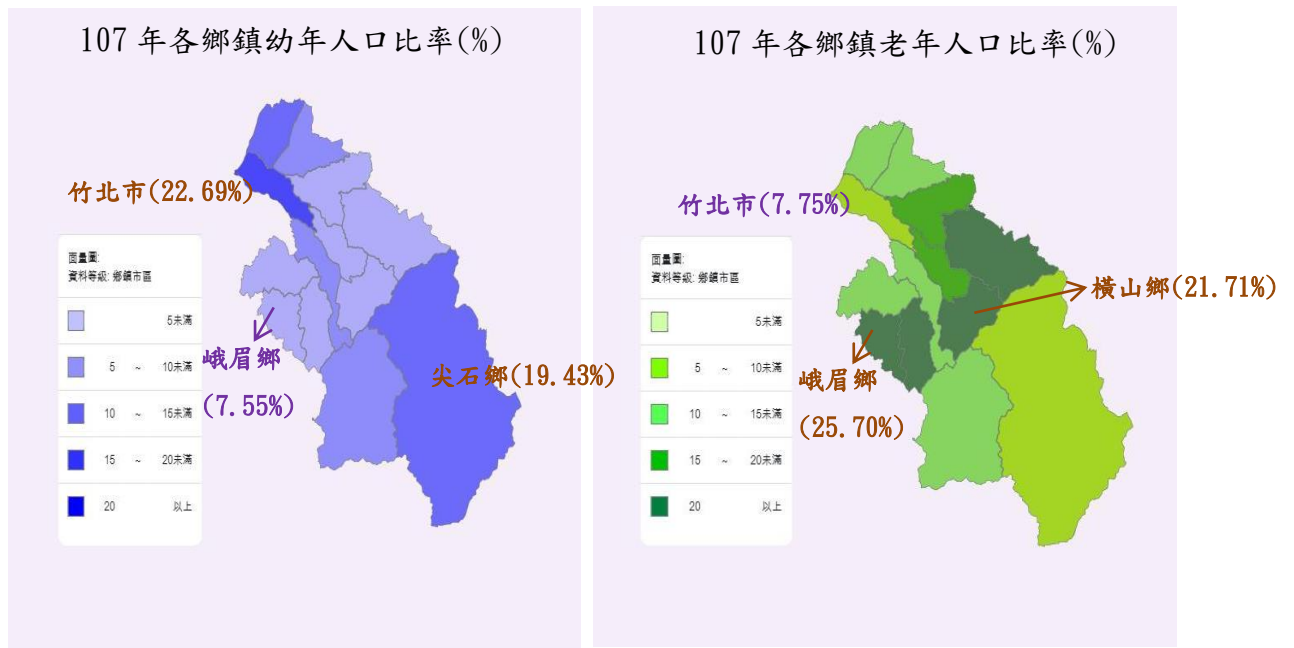 107 年各鄉鎮幼年人口比率(%)
竹北市(22.69%)
面量圖:
資料等級: 鄉鎮市區
5未滿
5 ~ 10未滿
10 ~ 15未滿
15 ~ 20未滿
20 以上
峨眉鄉
(7.55%)
尖石鄉(19.43%)
107 年各鄉鎮老年人口比率(%)
竹北市(7.75%)
面量圖:
資料等級: 鄉鎮市區
5未滿
5 ~ 10未滿
10 ~ 15未滿
15 ~ 20未滿
20 以上
橫山鄉(21.71%)
峨眉鄉
(25.70%)